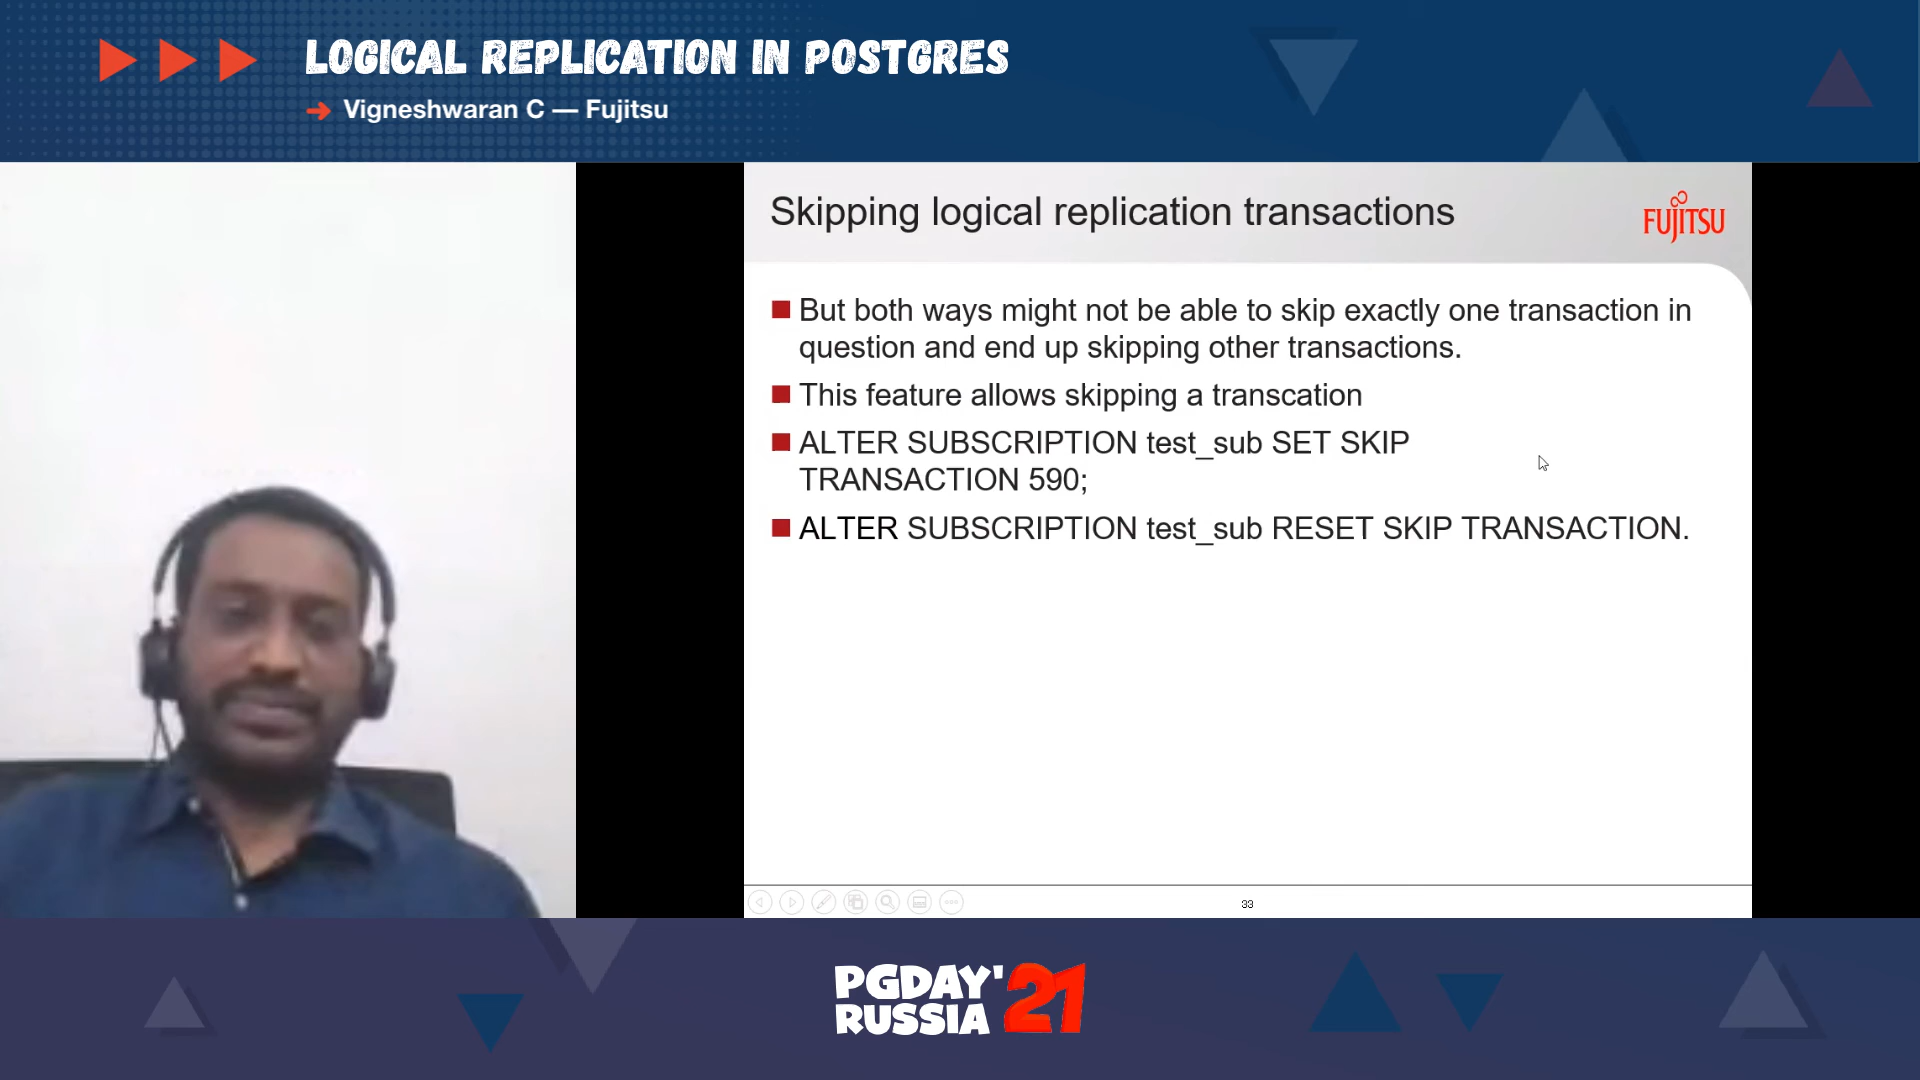 LOGICAL REPLICATION IN POSTGRES
Vigneshwaran C — Fujitsu
Skipping logical replication transactions
FUJITSU
But both ways might not be able to skip exactly one transaction in
question and end up skipping other transactions.
This feature allows skipping a transcation
ALTER SUBSCRIPTION test_sub SET SKIP
TRANSACTION 590;
ALTER SUBSCRIPTION test_sub RESET SKIP TRANSACTION.
33
PGDAY'21
RUSSIA